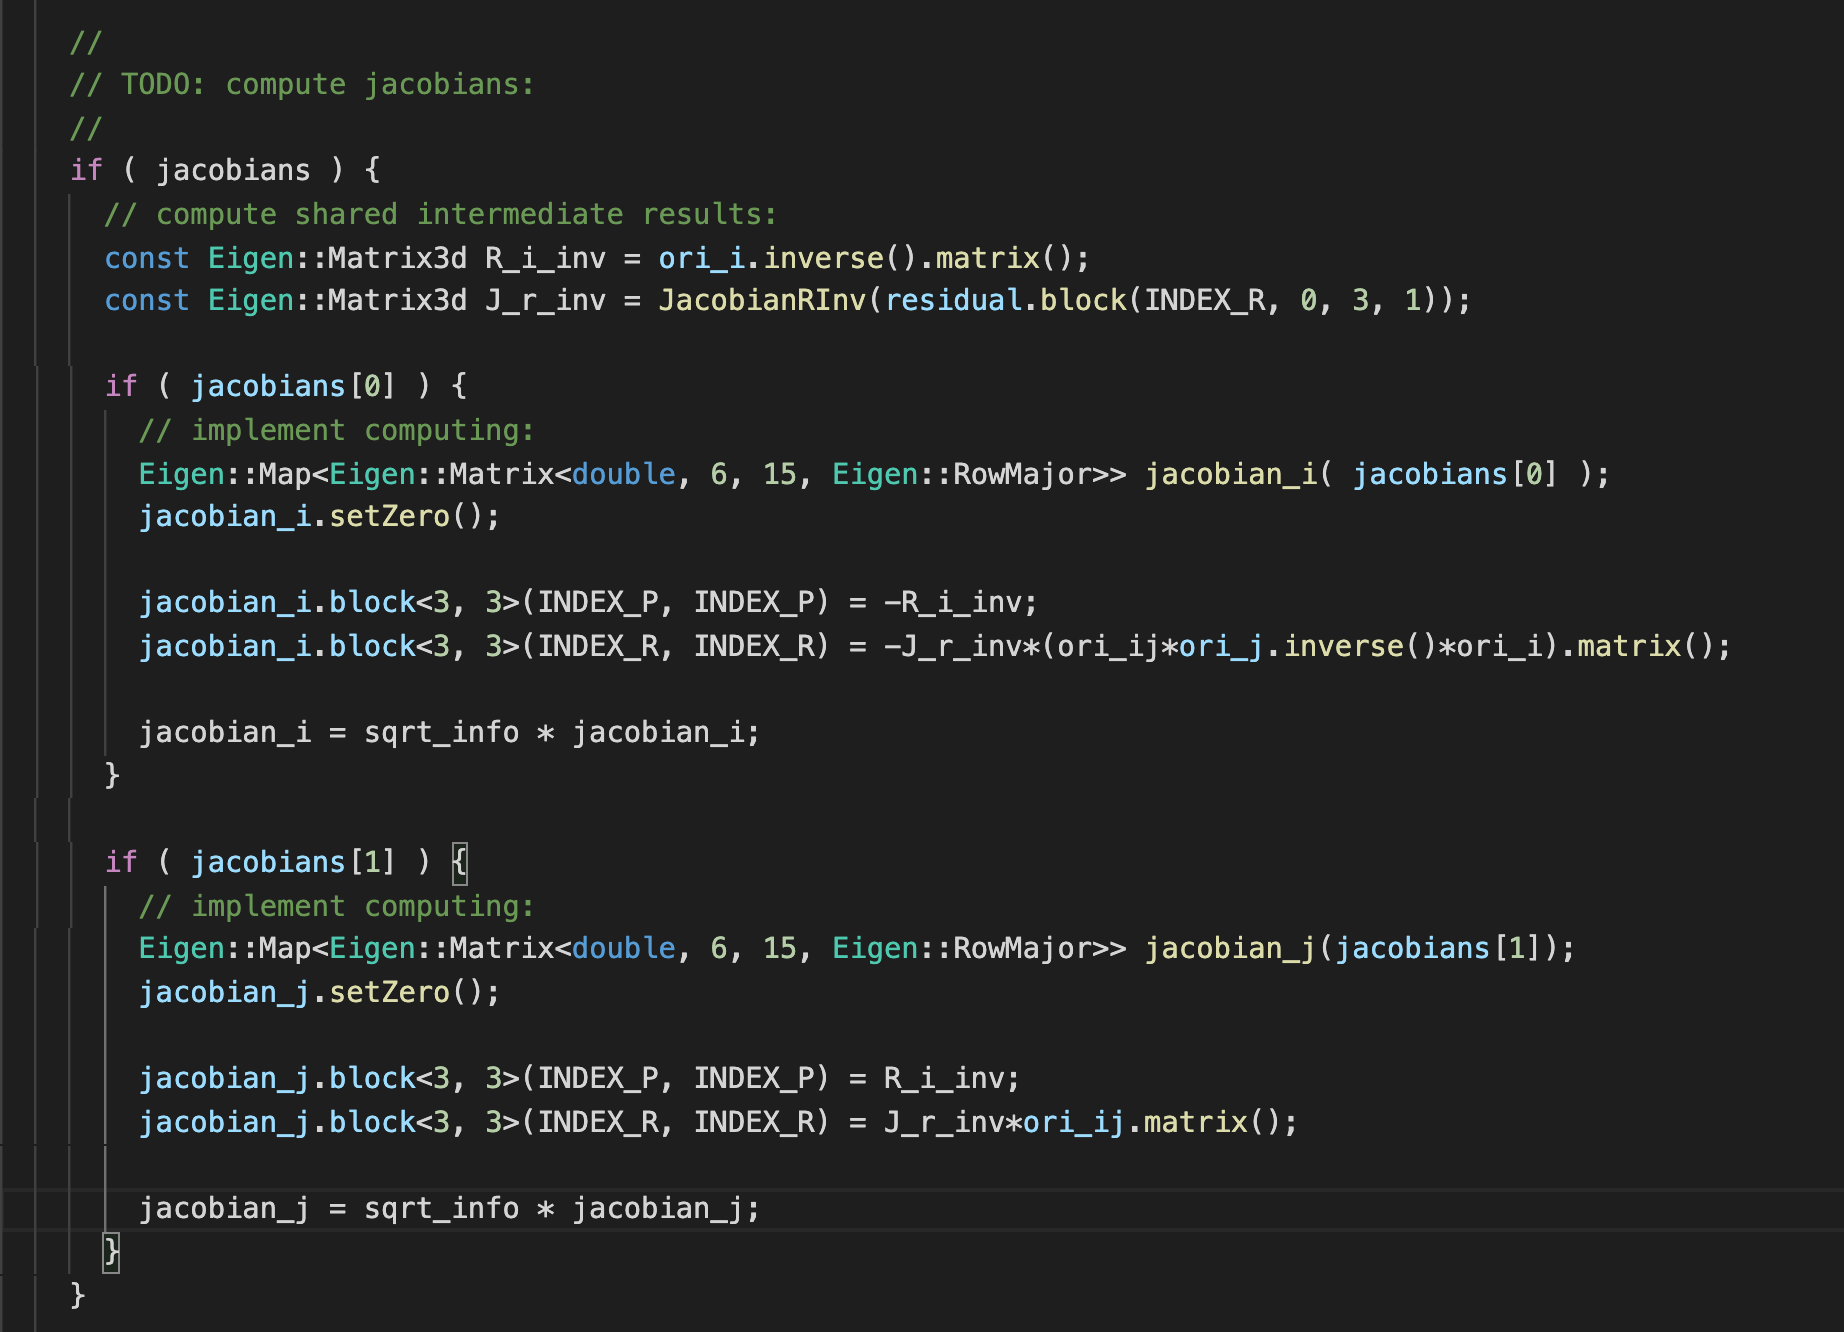 //
// TODO: compute jacobians:
//
if ( jacobians ) {
// compute shared intermediate results:
const Eigen::Matrix3d R_i_inv = ori_i.inverse().matrix();
const Eigen::Matrix3d J_r_inv = JacobianRInv(residual.block(INDEX_R, 0, 3, 1));
if ( jacobians[0] ) {
// implement computing:
Eigen::Map<Eigen::Matrix<double, 6, 15, Eigen::RowMajor>> jacobian_i( jacobians[0] );
jacobian_i.setZero();
jacobian_i.block<3, 3>(INDEX_P, INDEX_P) = -R_i_inv;
jacobian_i.block<3, 3>(INDEX_R, INDEX_R) = -J_r_inv*(ori_ij*ori_j.inverse()*ori_i).matrix();
jacobian_i = sqrt_info * jacobian_i;
}
if ( jacobians[1] ) {
// implement computing:
Eigen::Map<Eigen::Matrix<double, 6, 15, Eigen::RowMajor>> jacobian_j(jacobians[1]);
jacobian_j.setZero();
jacobian_j.block<3, 3>(INDEX_P, INDEX_P) = R_i_inv;
jacobian_j.block<3, 3>(INDEX_R, INDEX_R) = J_r_inv*ori_ij.matrix();
jacobian_j = sqrt_info * jacobian_j;
}
}